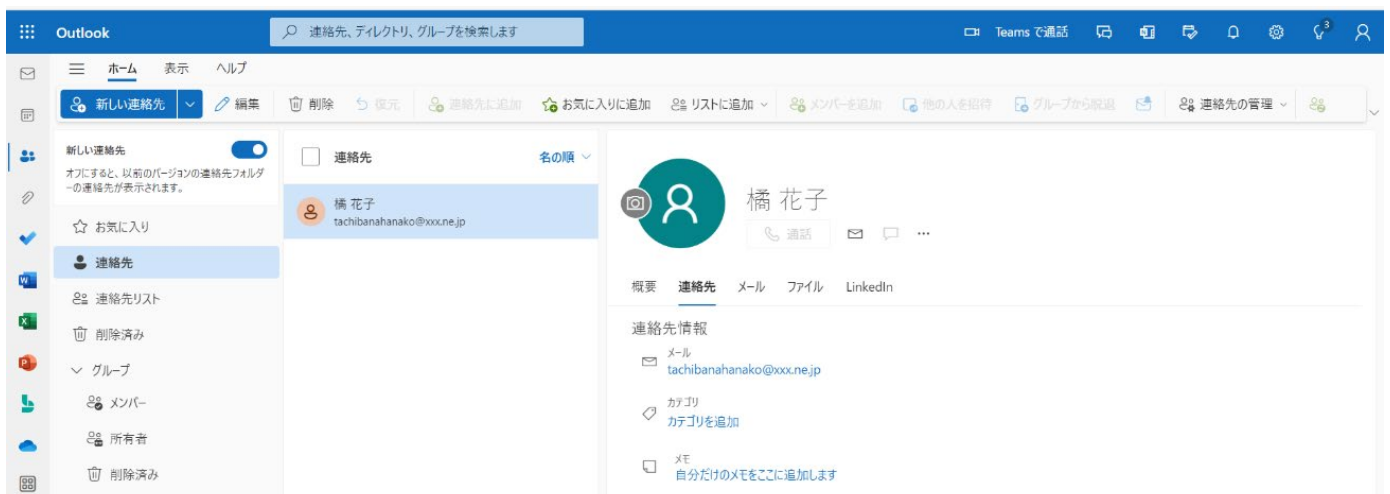 Outlook
連絡先、ディレクトリ、グループを検索します
Teams で通話
3
ホーム 表示 ヘルプ
新しい連絡先 編集 削除 復元 連絡先に追加 お気に入りに追加 リストに追加 メンバーを追加 他の人を招待 グループから脱退 連絡先の管理
新しい連絡先
オフにすると、以前のバージョンの連絡先フォルダ
ーの連絡先が表示されます。
お気に入り
連絡先
連絡先リスト
削除済み
グループ
メンバー
所有者
削除済み
連絡先 名の順
橘 花子
tachibanahanako@xxx.ne.jp
橘 花子
通話
概要 連絡先 メール ファイル LinkedIn
連絡先情報
メール
tachibanahanako@xxx.ne.jp
カテゴリ
カテゴリを追加
メモ
自分だけのメモをここに追加します